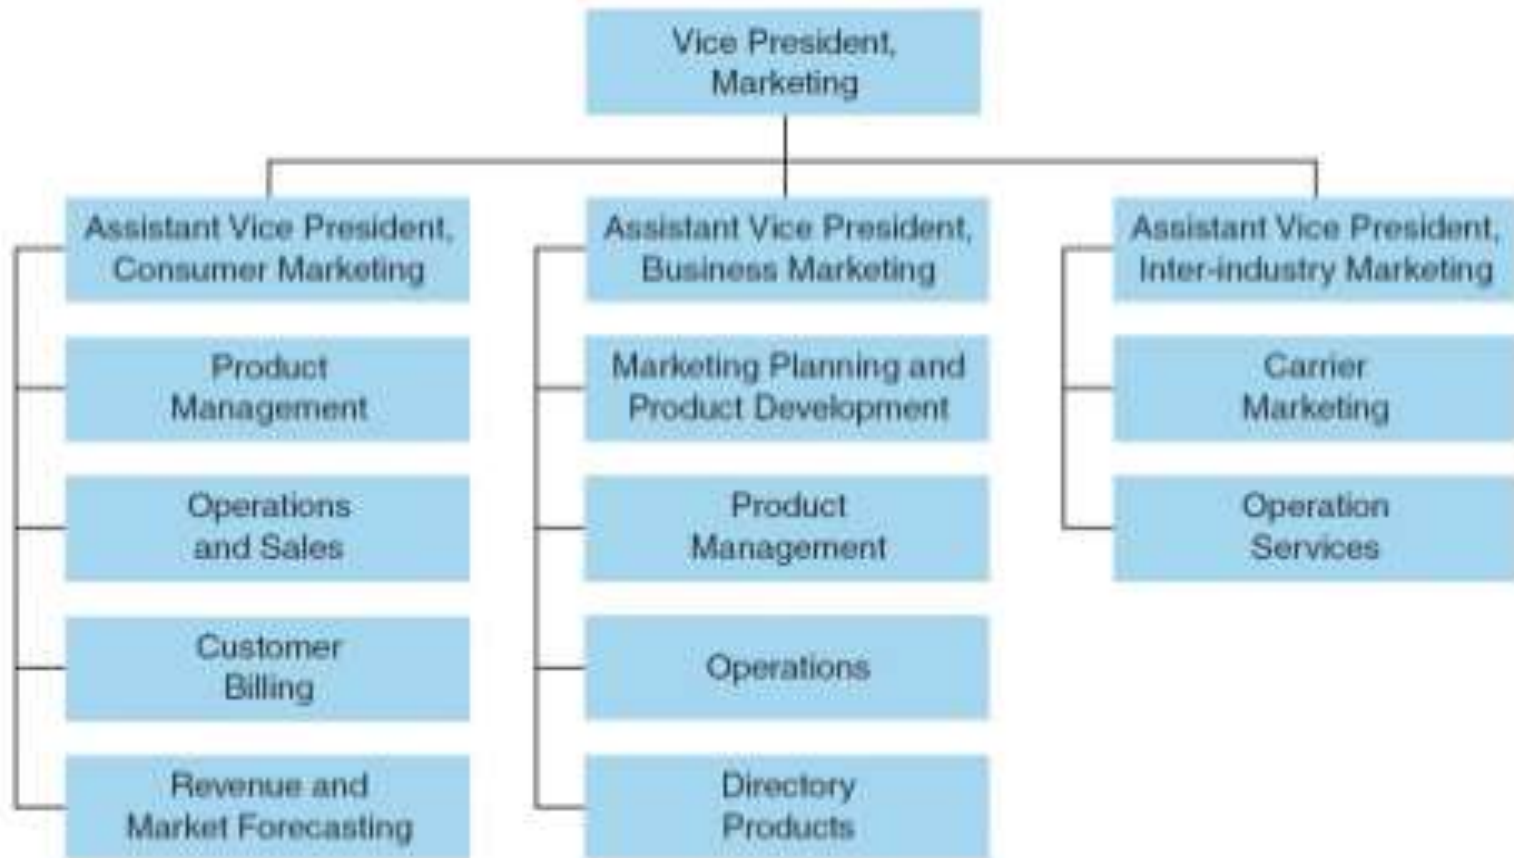 Vice President,
Marketing
Assistant Vice President,
Consumer Marketing
Product
Management
Operations
and Sales
Customer
Billing
Revenue and
Market Forecasting
Assistant Vice President,
Business Marketing
Marketing Planning and
Product Development
Product
Management
Operations
Directory
Products
Assistant Vice President,
Inter-industry Marketing
Carrier
Marketing
Operation
Services